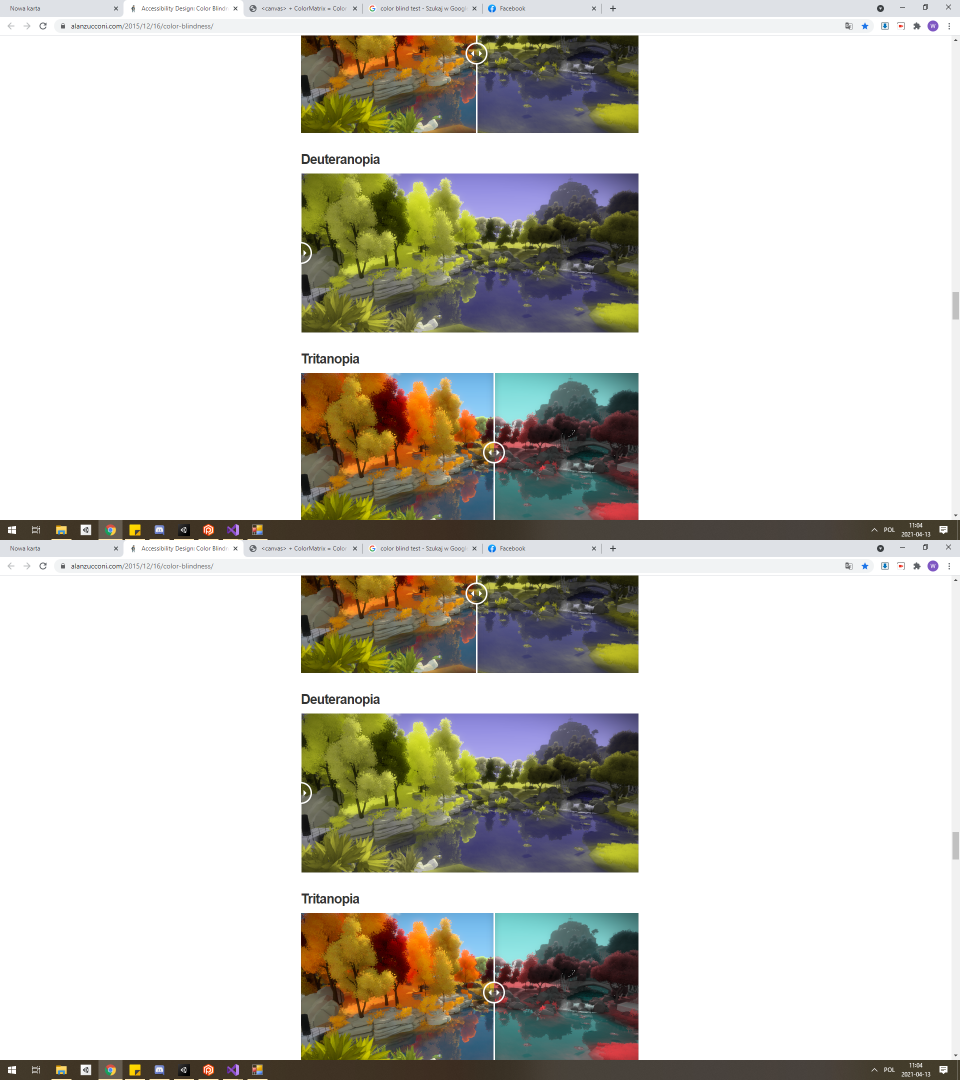 Nova karta
Accessibility Design: Color Blindn
<canvas> + ColorMatrix = Color
color blind test - Szukaj w Googl
Facebook
alanzucconi.com/2015/12/16/color-blindness/
W
Deuteranopia
Tritanopia
POL
11:04
2021-04-13
Nova karta
Accessibility Design: Color Blindn
<canvas> + ColorMatrix = Color
color blind test - Szukaj w Googl
Facebook
alanzucconi.com/2015/12/16/color-blindness/
W
Deuteranopia
Tritanopia
POL
11:04
2021-04-13